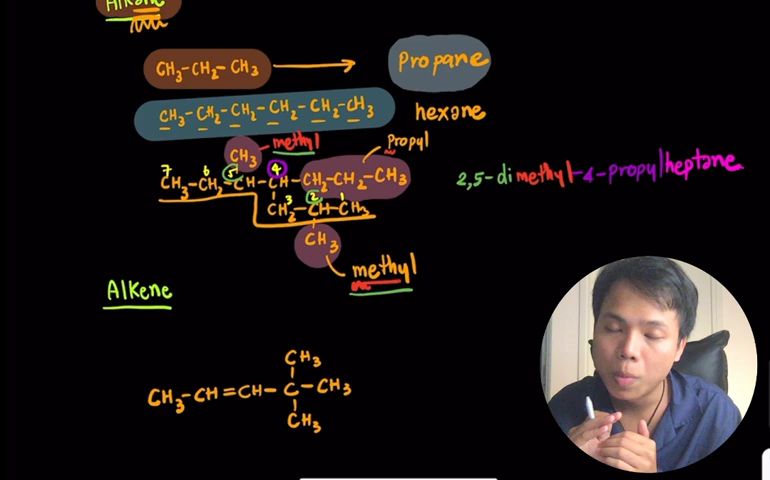 Alkane
CH3-CH2-CH3 → Propane
CH3-CH2-CH2-CH2-CH2-CH3 hexane
methyl
Propyl
CH3
7 6 5 4
CH3-CH2-CH-CH-CH2-CH2-CH3
2,5-dimethyl-4-propylheptane
3 2 1
CH2-CH-CH3
CH3
methyl
Alkene
CH3
CH3-CH=CH-C-CH3
CH3